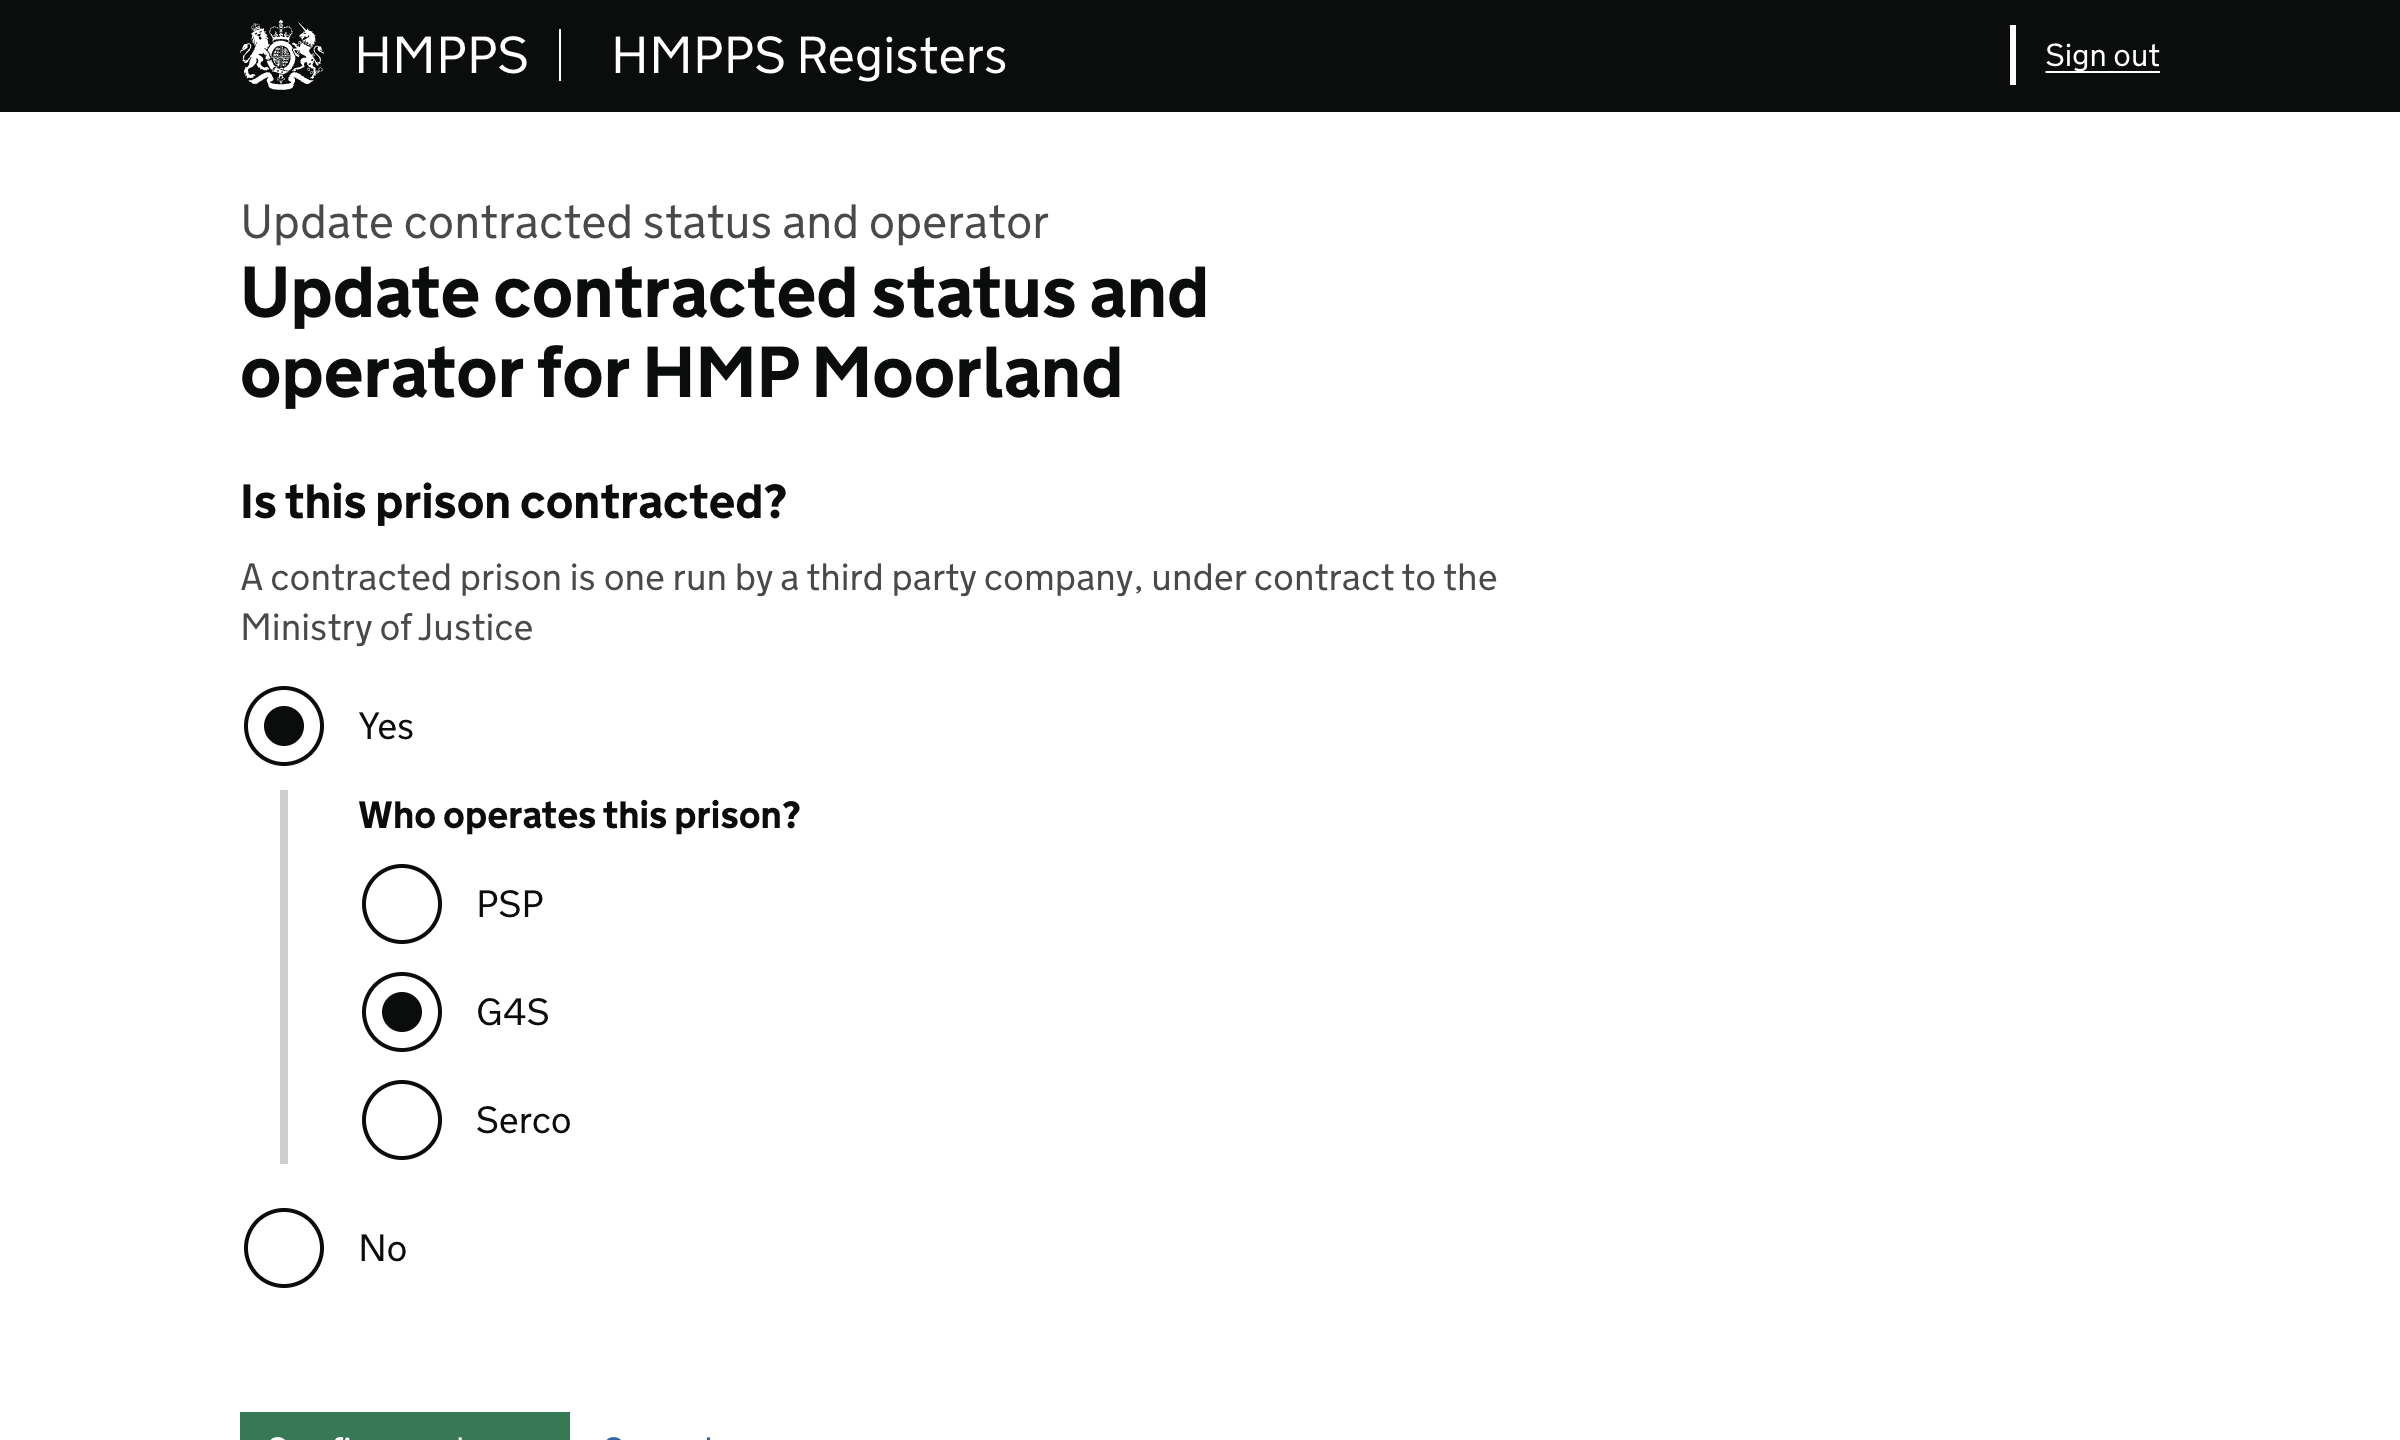 HMPPS
HMPPS Registers
Sign out
Update contracted status and operator
Update contracted status and
operator for HMP Moorland
Is this prison contracted?
A contracted prison is one run by a third party company, under contract to the
Ministry of Justice
Yes
Who operates this prison?
PSP
G4S
Serco
No